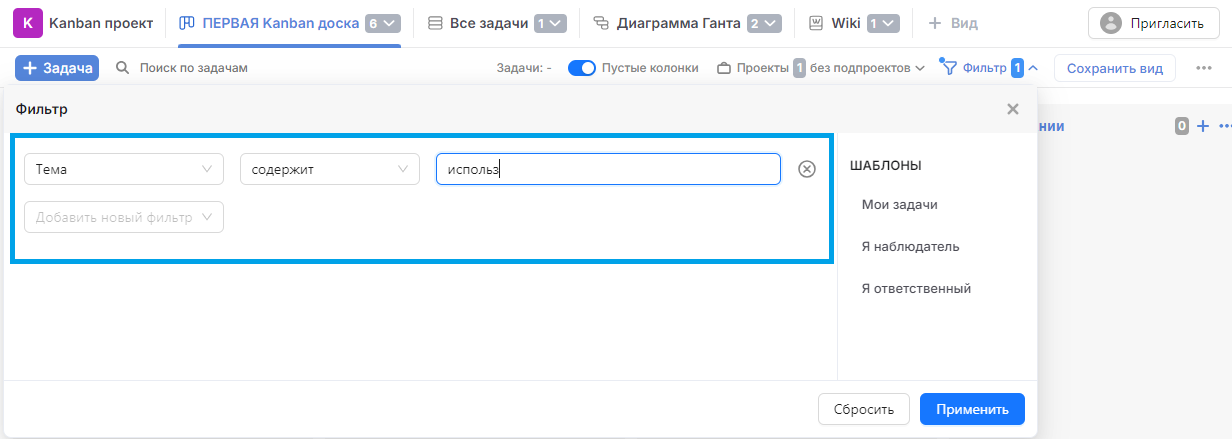 K Kanban проект ПЕРВАЯ Kanban доска 6 Все задачи 1 Диаграмма Ганта 2 Wiki 1 + Вид Пригласить
+ Задача Поиск по задачам Задачи: - Пустые колонки Проекты 1 без подпроектов Фильтр 1 Сохранить вид
Фильтр
нии 0
Тема содержит использ
ШАБЛОНЫ
Добавить новый фильтр
Мои задачи
Я наблюдатель
Я ответственный
Сбросить Применить